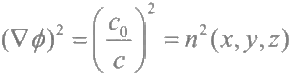 (∇ϕ)² = (c₀/c)² = n²(x, y, z)